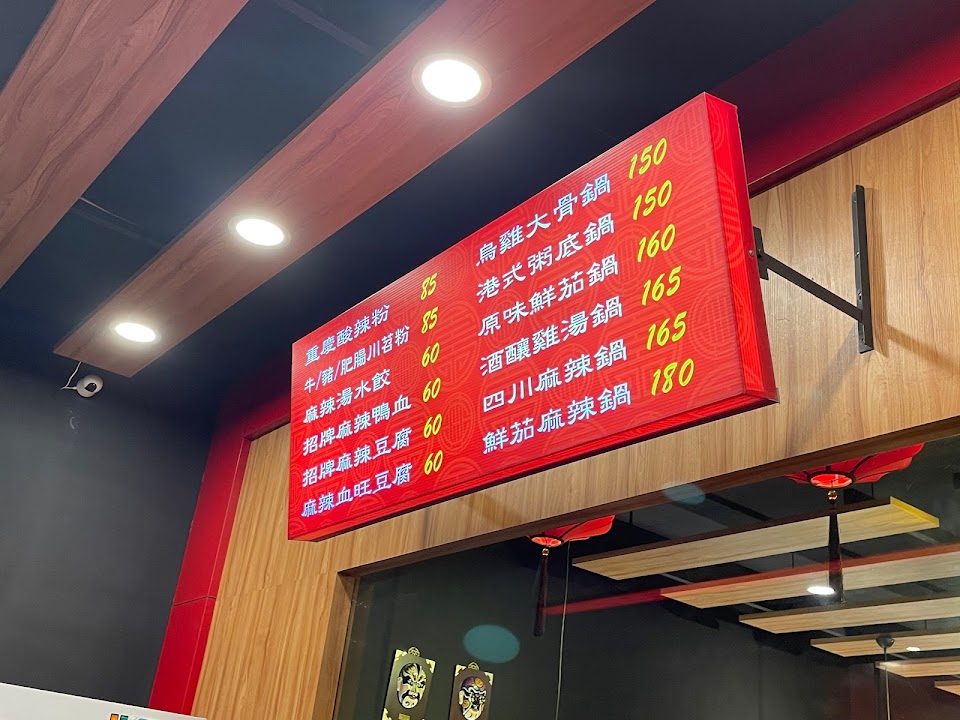 重慶酸辣粉 85
牛/豬/肥腸川苕粉 85
麻辣湯水餃 60
招牌麻辣鴨血 60
招牌麻辣豆腐 60
麻辣血旺豆腐 60
烏雞大骨鍋 150
港式粥底鍋 150
原味鮮茄鍋 160
酒釀雞湯鍋 165
四川麻辣鍋 165
鮮茄麻辣鍋 180